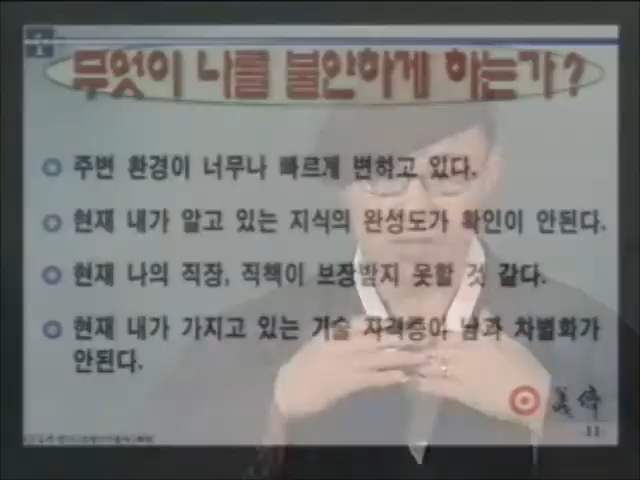 무엇이 나를 불안하게 하는가?
주변 환경이 너무나 빠르게 변하고 있다.
현재 내가 알고 있는 지식의 완성도가 확인이 안된다.
현재 나의 직장, 직책이 보장받지 못할 것 같다.
현재 내가 가지고 있는 기술 자격증이 남과 차별화가
안된다.
11